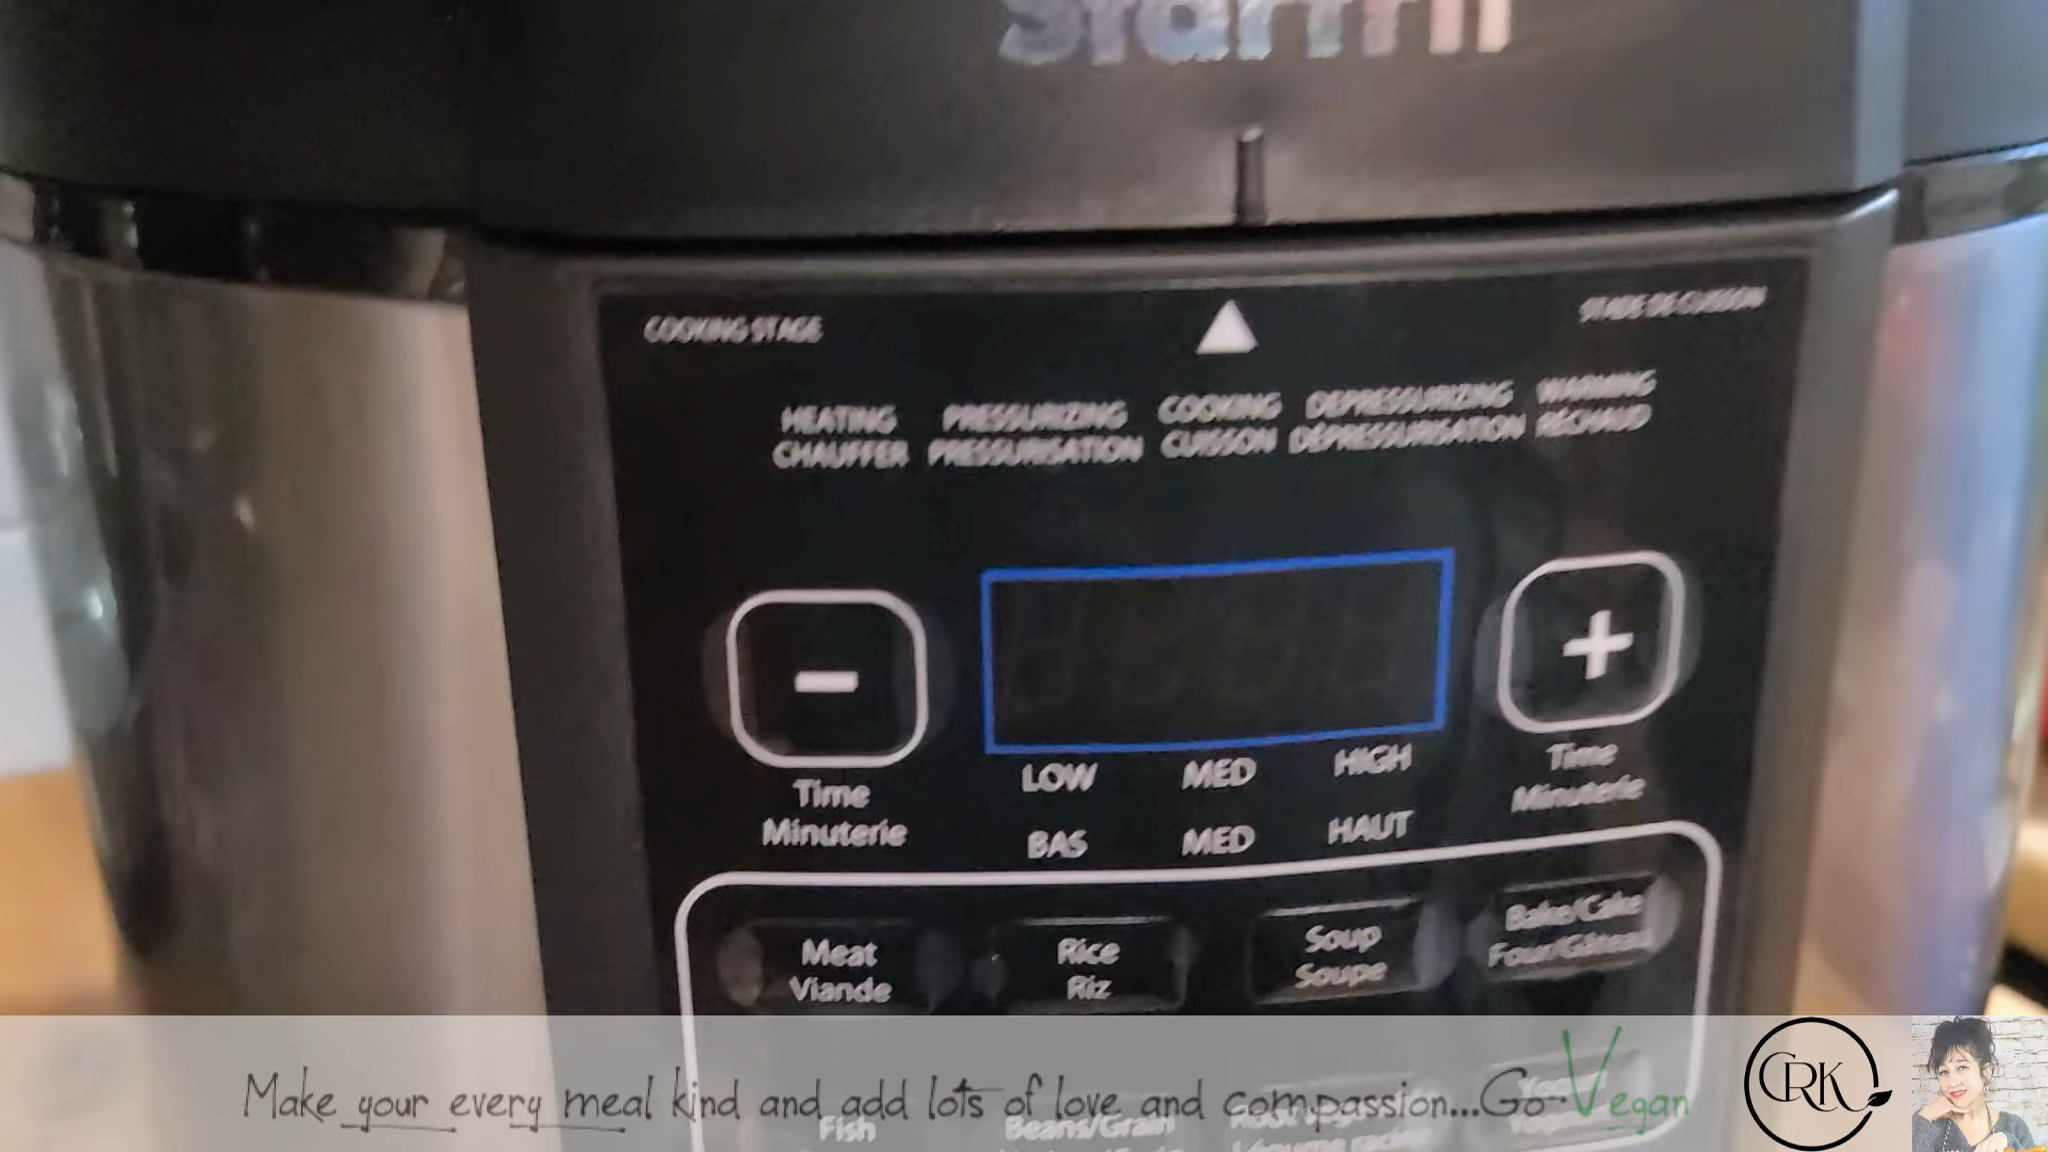 COOKING STAGE
STADE DE CUISSON
HEATING PRESSURIZING COOKING DEPRESSURIZING WARMING
CHAUFFER PRESSURISATION CUISSON DÉPRESSURISATION RÉCHAUD
-
+
Time
Minuterie
LOW MED HIGH
BAS MED HAUT
Time
Minuterie
Meat
Viande
Rice
Riz
Soup
Soupe
Bake/Cake
Four/Gâteau
Make your every meal kind and add lots of love and compassion...Go Vegan
CRK
Fish
Beans/Grain